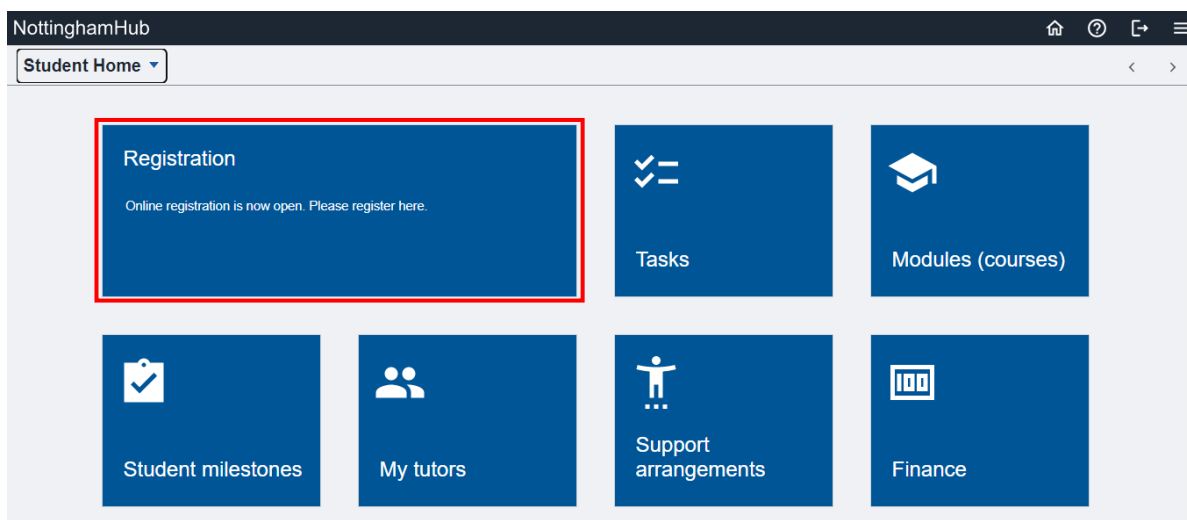 NottinghamHub
Student Home
Registration
Online registration is now open. Please register here.
Tasks
Modules (courses)
Student milestones
My tutors
Support
arrangements
100
Finance